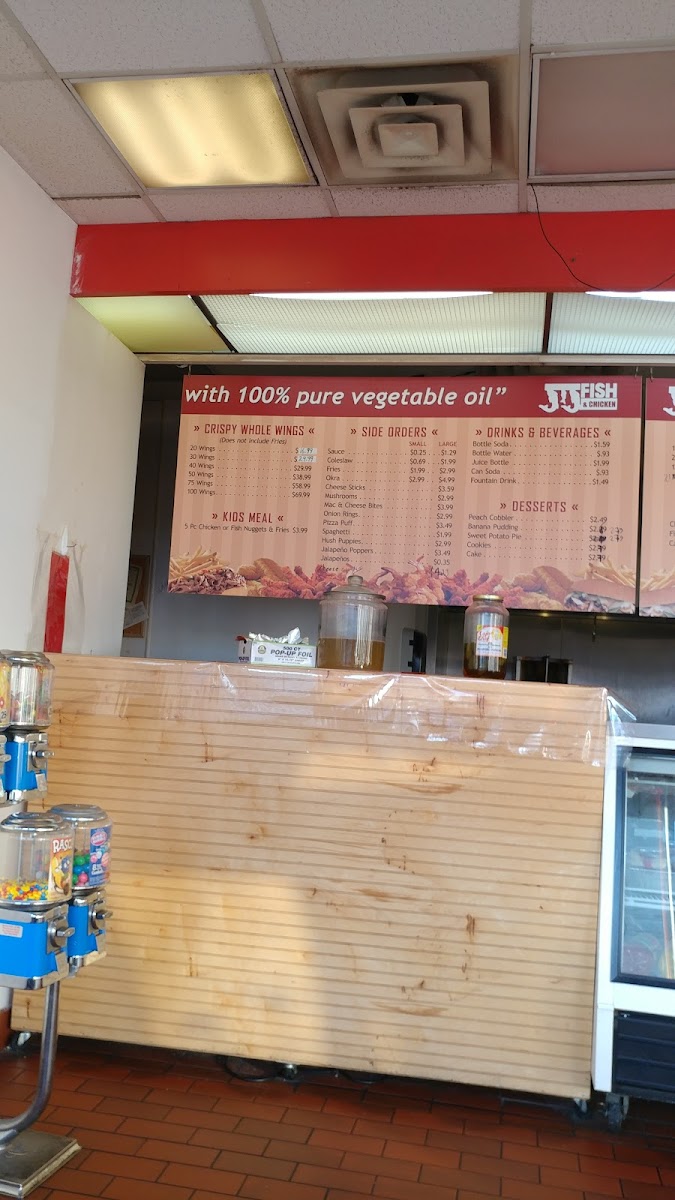 with 100% pure vegetable oil”
JJ FISH
& CHICKEN
» CRISPY WHOLE WINGS «
(Does not include Fries)
20 Wings
30 Wings
40 Wings $29.99
50 Wings $38.99
75 Wings $58.99
100 Wings $69.99
» KIDS MEAL «
5 Pc Chicken or Fish Nuggets & Fries $3.99
» SIDE ORDERS «
SMALL LARGE
Sauce $0.25 $1.29
Coleslaw $0.69 $1.99
Fries $1.99 $2.99
Okra $2.99 $4.99
Cheese Sticks $3.59
Mushrooms $2.99
Mac & Cheese Bites $3.99
Onion Rings $2.99
Pizza Puff $3.49
Spaghetti $1.99
Hush Puppies $2.99
Jalapeño Poppers $3.49
Jalapeños $0.35
» DRINKS & BEVERAGES «
Bottle Soda $1.59
Bottle Water $.93
Juice Bottle $1.99
Can Soda $.93
Fountain Drink $1.49
» DESSERTS «
Peach Cobbler $2.49
Banana Pudding
Sweet Potato Pie
Cookies
Cake
500 CT
POP-UP FOIL